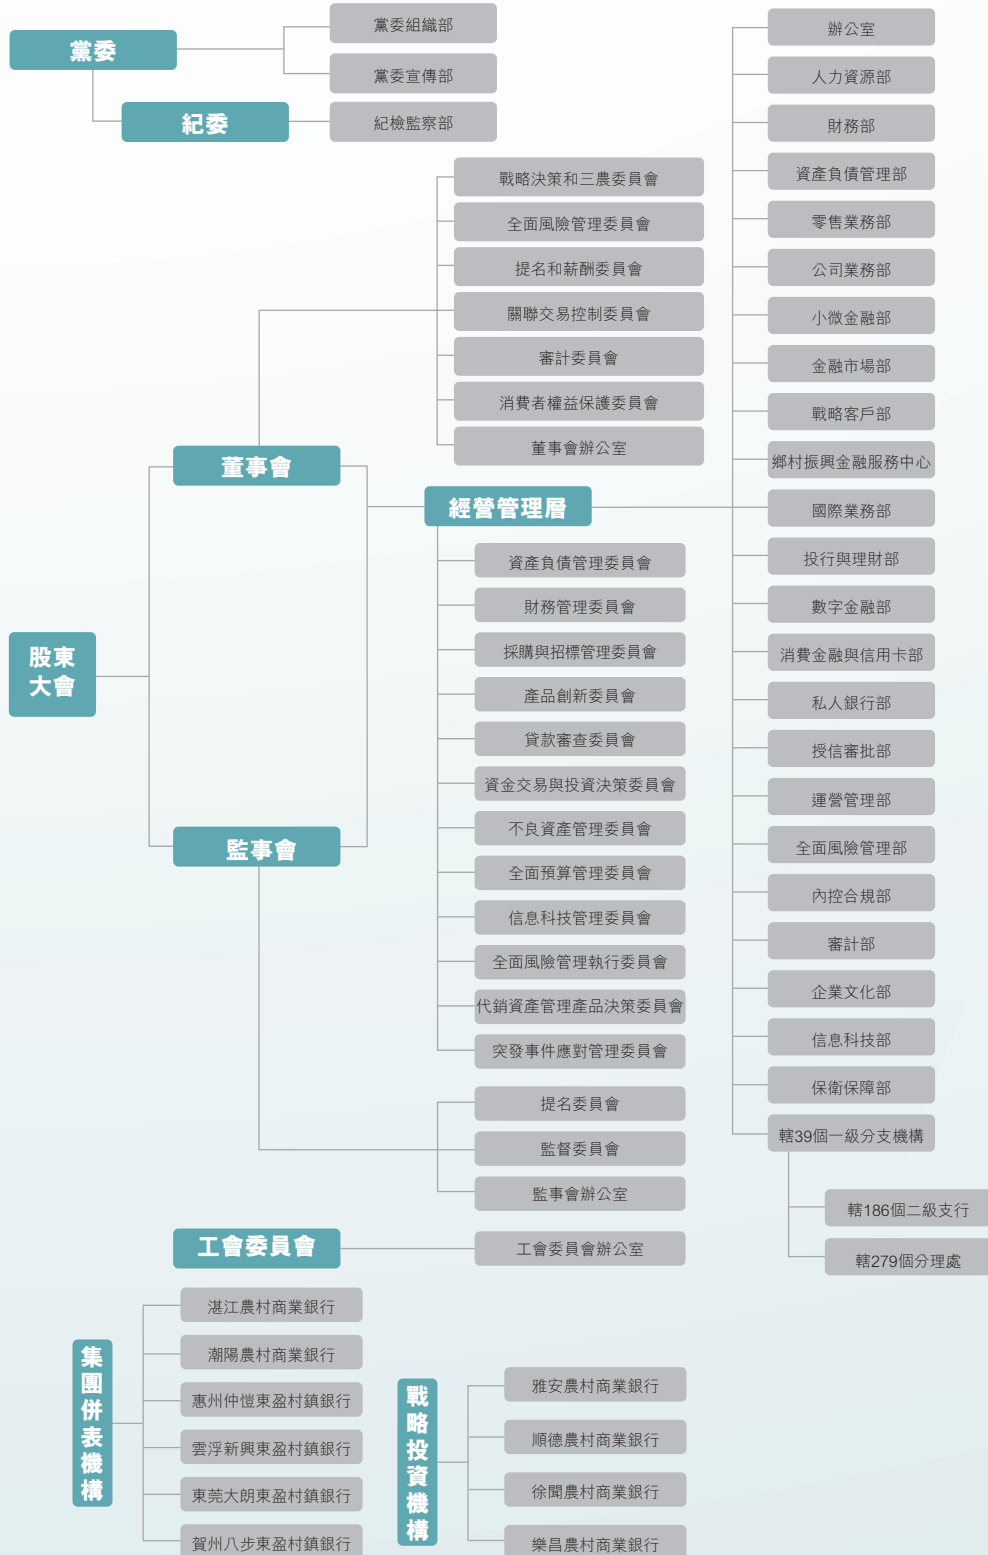 黨委
黨委組織部
黨委宣傳部
紀委
紀檢監察部
股東
大會
董事會
戰略決策和三農委員會
全面風險管理委員會
提名和薪酬委員會
關聯交易控制委員會
審計委員會
消費者權益保護委員會
董事會辦公室
經營管理層
資產負債管理委員會
財務管理委員會
採購與招標管理委員會
產品創新委員會
貸款審查委員會
資金交易與投資決策委員會
不良資產管理委員會
全面預算管理委員會
信息科技管理委員會
全面風險管理執行委員會
代銷資產管理產品決策委員會
突發事件應對管理委員會
監事會
提名委員會
監督委員會
監事會辦公室
辦公室
人力資源部
財務部
資產負債管理部
零售業務部
公司業務部
小微金融部
金融市場部
戰略客戶部
鄉村振興金融服務中心
國際業務部
投行與理財部
數字金融部
消費金融與信用卡部
私人銀行部
授信審批部
運營管理部
全面風險管理部
內控合規部
審計部
企業文化部
信息科技部
保衛保障部
轄39個一級分支機構
轄186個二級支行
轄279個分理處
工會委員會
工會委員會辦公室
集團併表機構
湛江農村商業銀行
潮陽農村商業銀行
惠州仲愷東盈村鎮銀行
雲浮新興東盈村鎮銀行
東莞大朗東盈村鎮銀行
賀州八步東盈村鎮銀行
戰略投資機構
雅安農村商業銀行
順德農村商業銀行
徐聞農村商業銀行
樂昌農村商業銀行